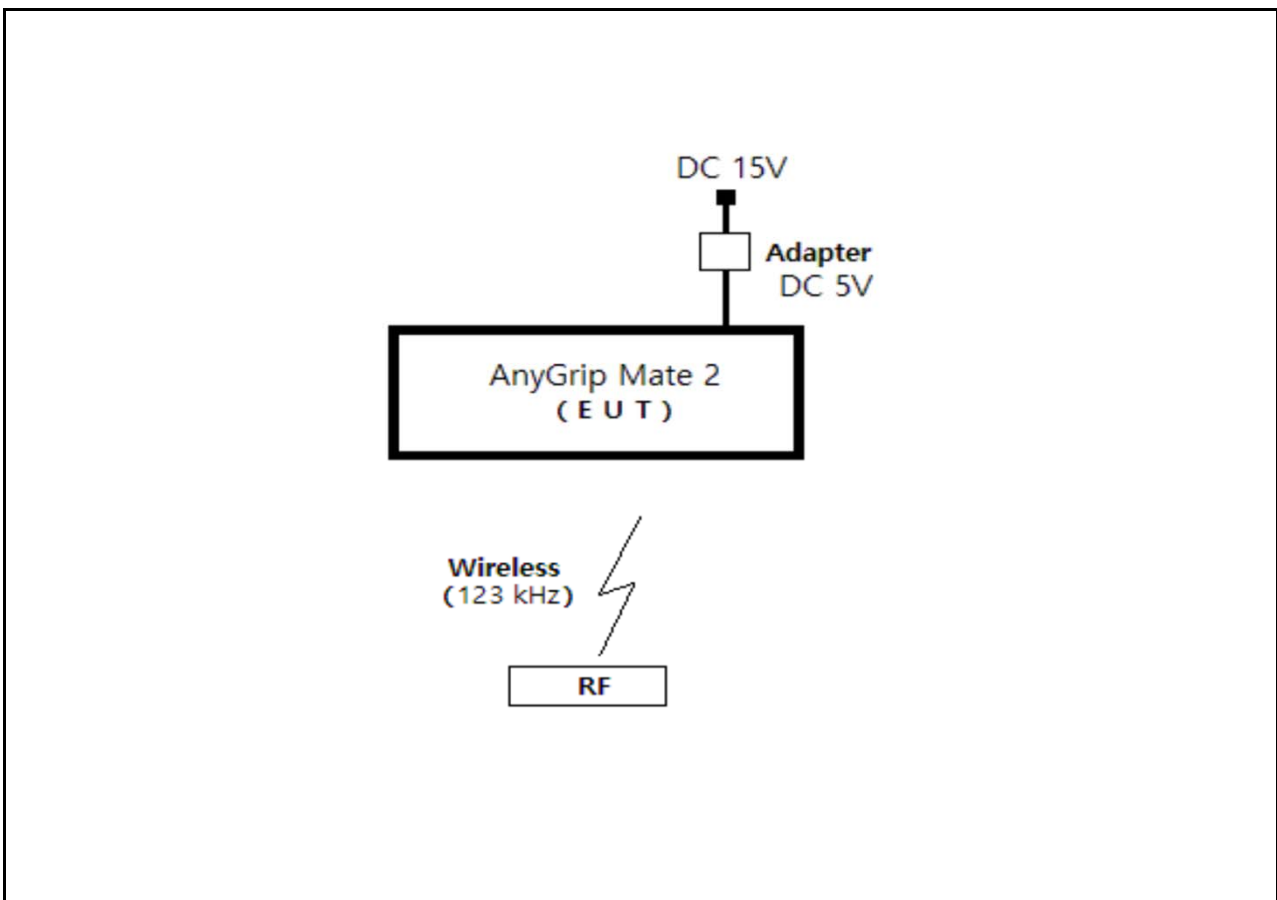 DC 15V
Adapter
DC 5V
AnyGrip Mate 2
( E U T )
Wireless
(123 kHz)
RF